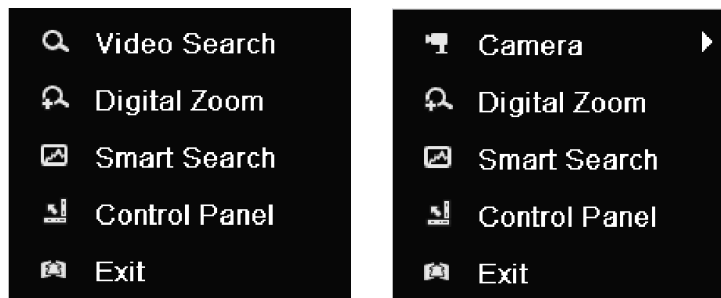 Video Search
Digital Zoom
Smart Search
Control Panel
Exit
Camera
Digital Zoom
Smart Search
Control Panel
Exit